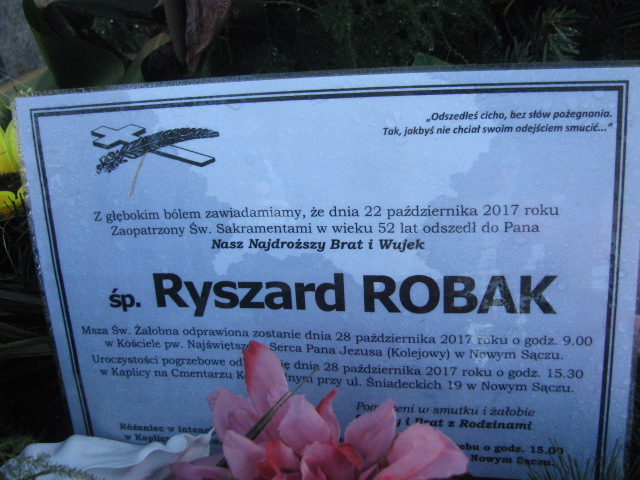 „Odszedłeś cicho, bez słów pożegnania.
Tak, jakbyś nie chciał swoim odejściem smucić..."
Z głębokim bólem zawiadamiamy, że dnia 22 października 2017 roku
Zaopatrzony Św. Sakramentami w wieku 52 lat odszedł do Pana
Nasz Najdroższy Brat i Wujek
śp. Ryszard ROBAK
Msza Św. Żałobna odprawiona zostanie dnia 28 października 2017 roku o godz. 9.00
w Kościele pw. Najświętszego Serca Pana Jezusa (Kolejowy) w Nowym Sączu.
Uroczystości pogrzebowe dnia 28 października 2017 roku o godz. 15.30
w Kaplicy na Cmentarzu przy ul. Śniadeckich 19 w Nowym Sączu.
w smutku i żałobie
i Brat z Rodzinami
Różaniec w
w Kaplicy o godz. 15.00
Nowym Sączu.